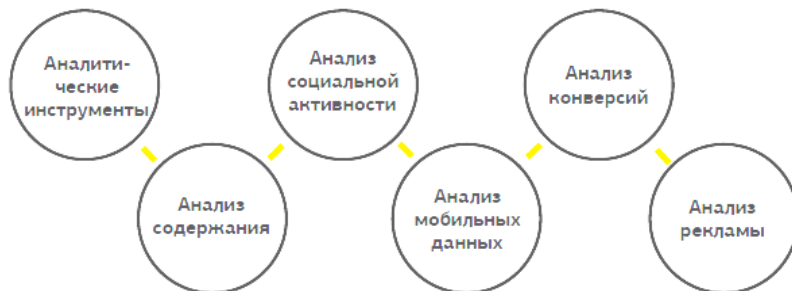 Аналити-
ческие
инструменты
Анализ
содержания
Анализ
социальной
активности
Анализ
мобильных
данных
Анализ
конверсий
Анализ
рекламы